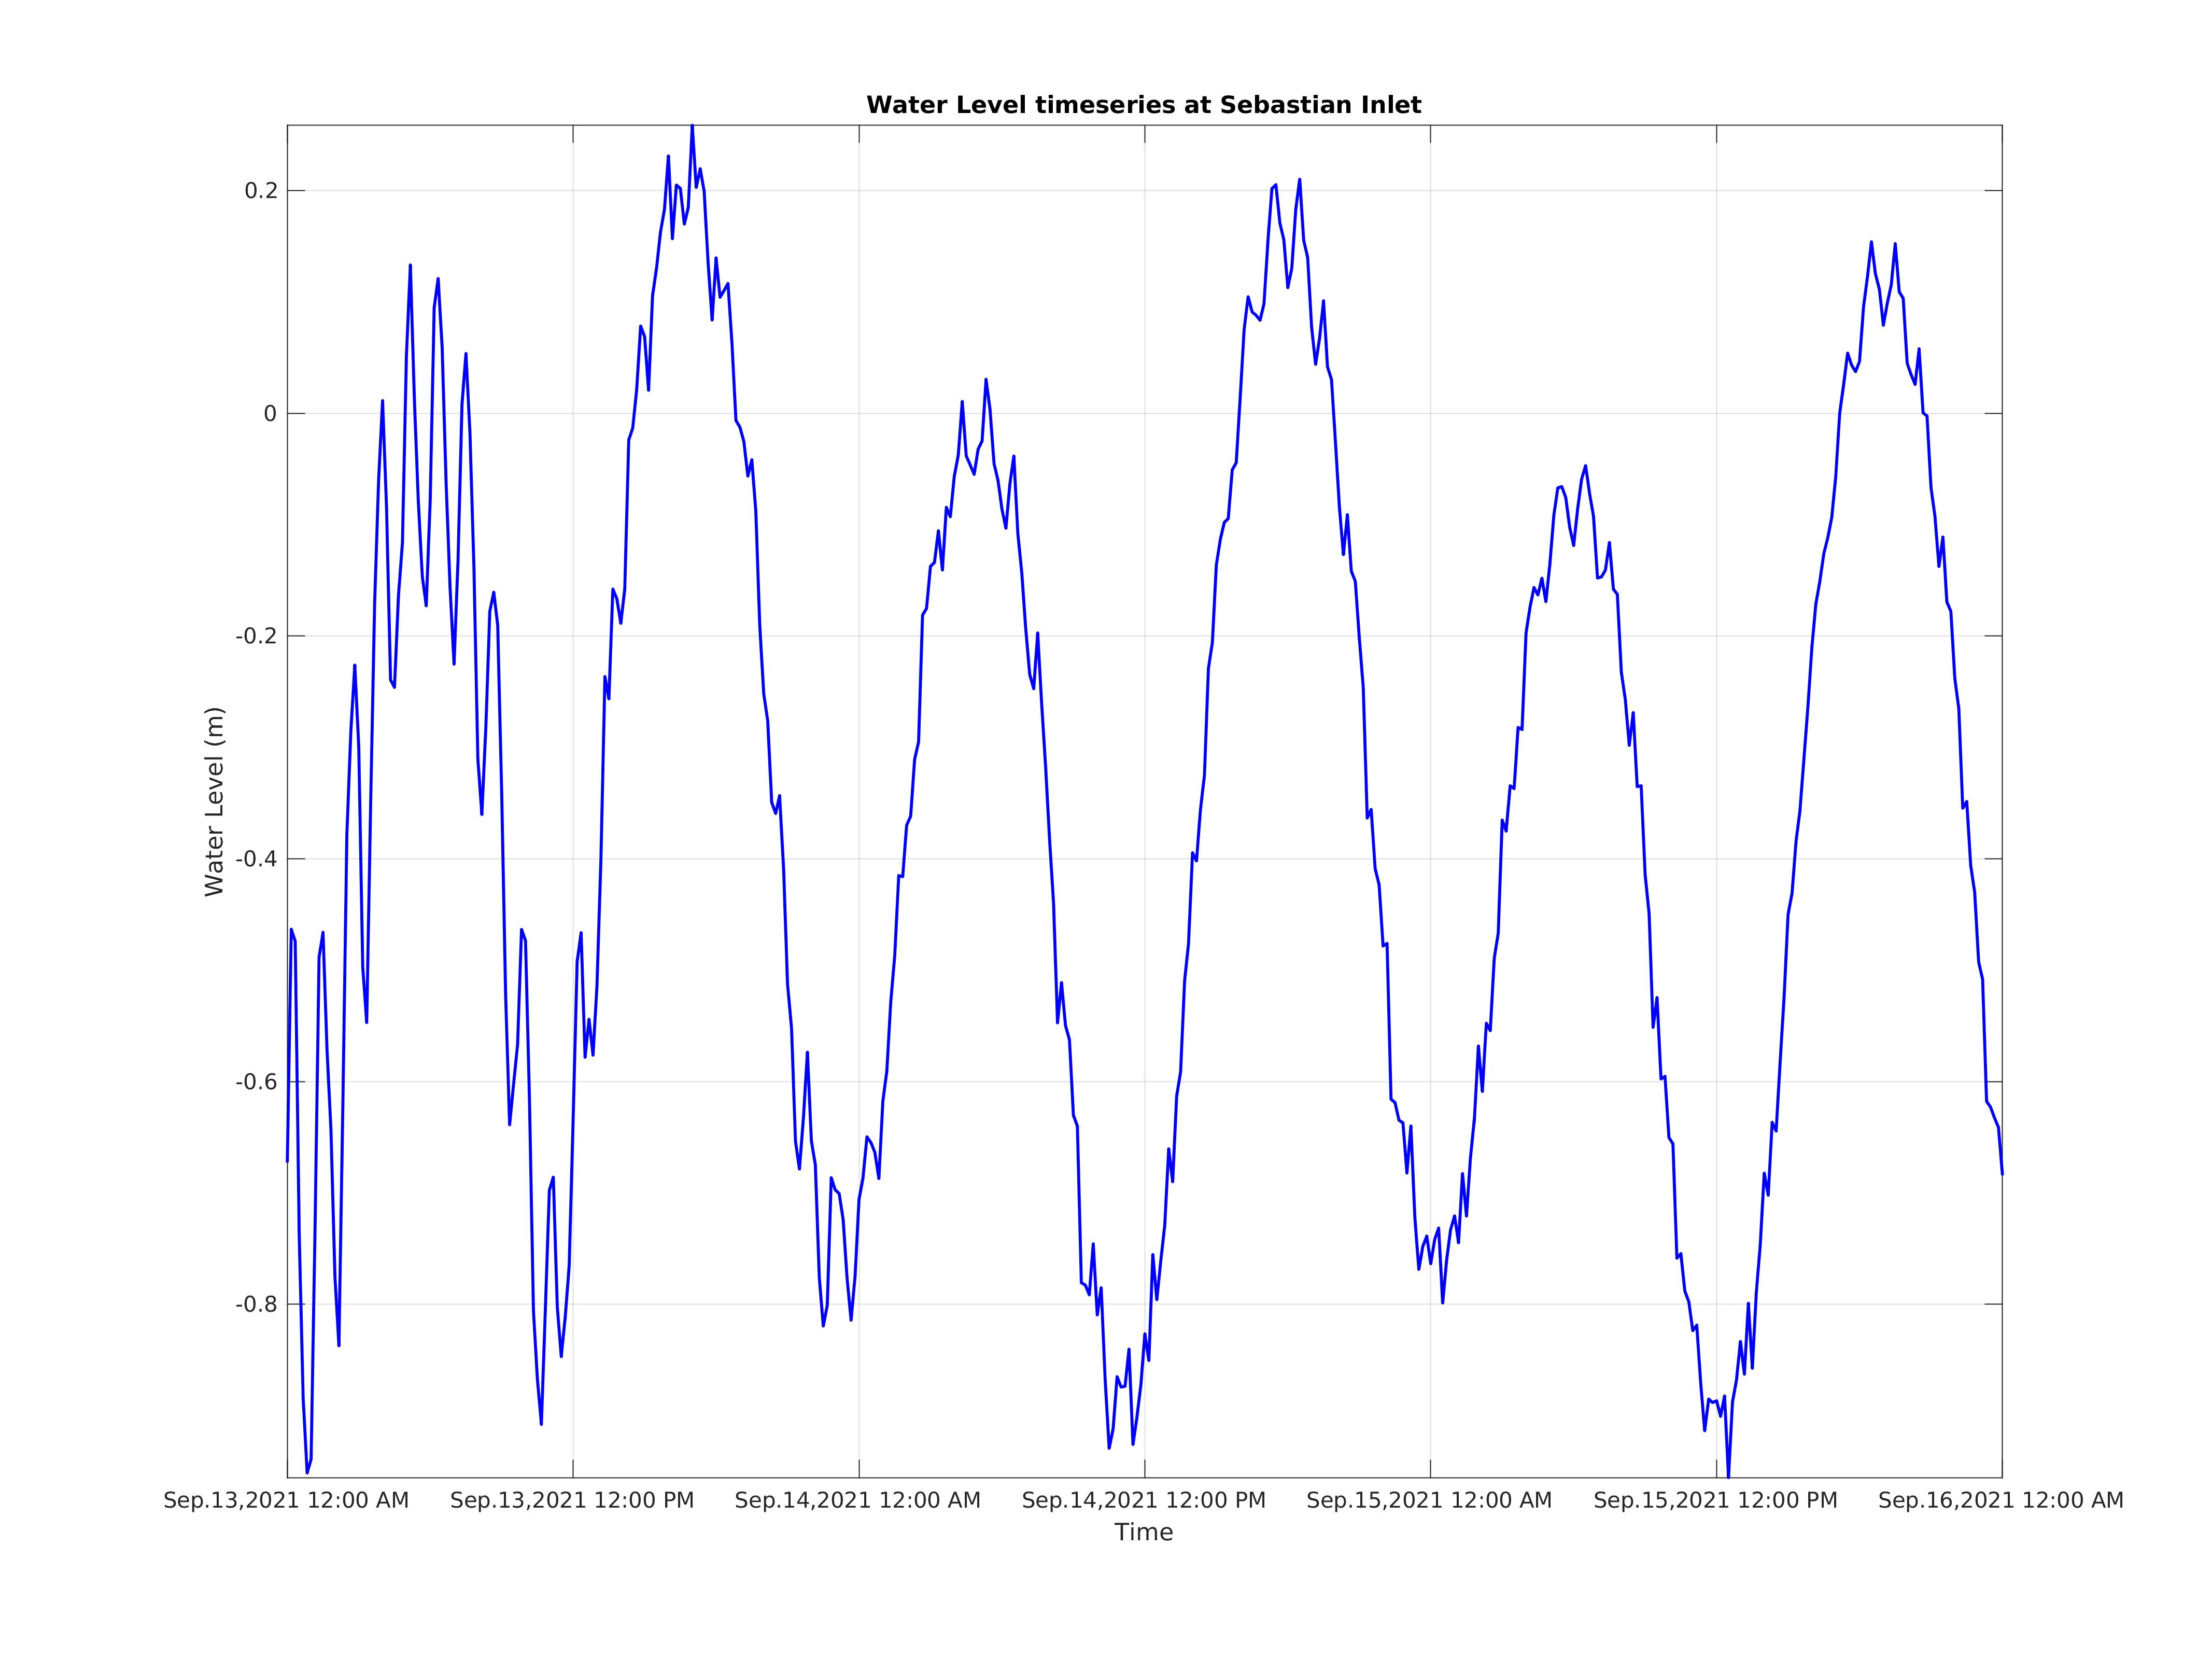 Water Level timeseries at Sebastian Inlet
0.2
0
-0.2
-0.4
-0.6
-0.8
Water Level (m)
Sep.13,2021 12:00 AM Sep.13,2021 12:00 PM Sep.14,2021 12:00 AM Sep.14,2021 12:00 PM Sep.15,2021 12:00 AM Sep.15,2021 12:00 PM Sep.16,2021 12:00 AM
Time